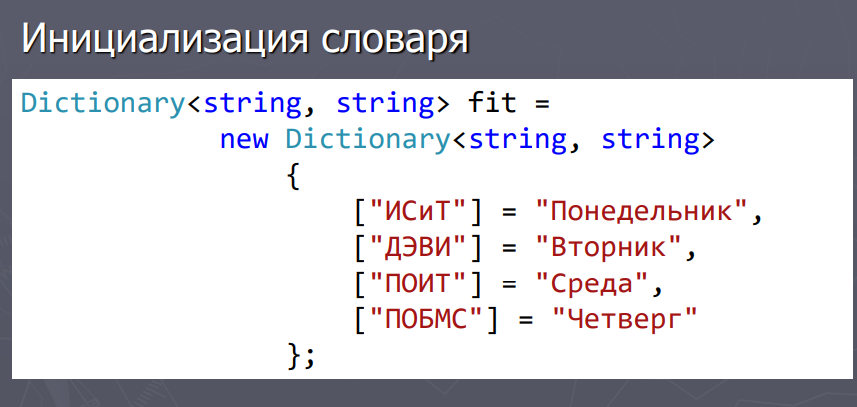 Инициализация словаря
Dictionary<string, string> fit =
new Dictionary<string, string>
{
["ИСиТ"] = "Понедельник",
["ДЭВИ"] = "Вторник",
["ПОИТ"] = "Среда",
["ПОБМС"] = "Четверг"
};